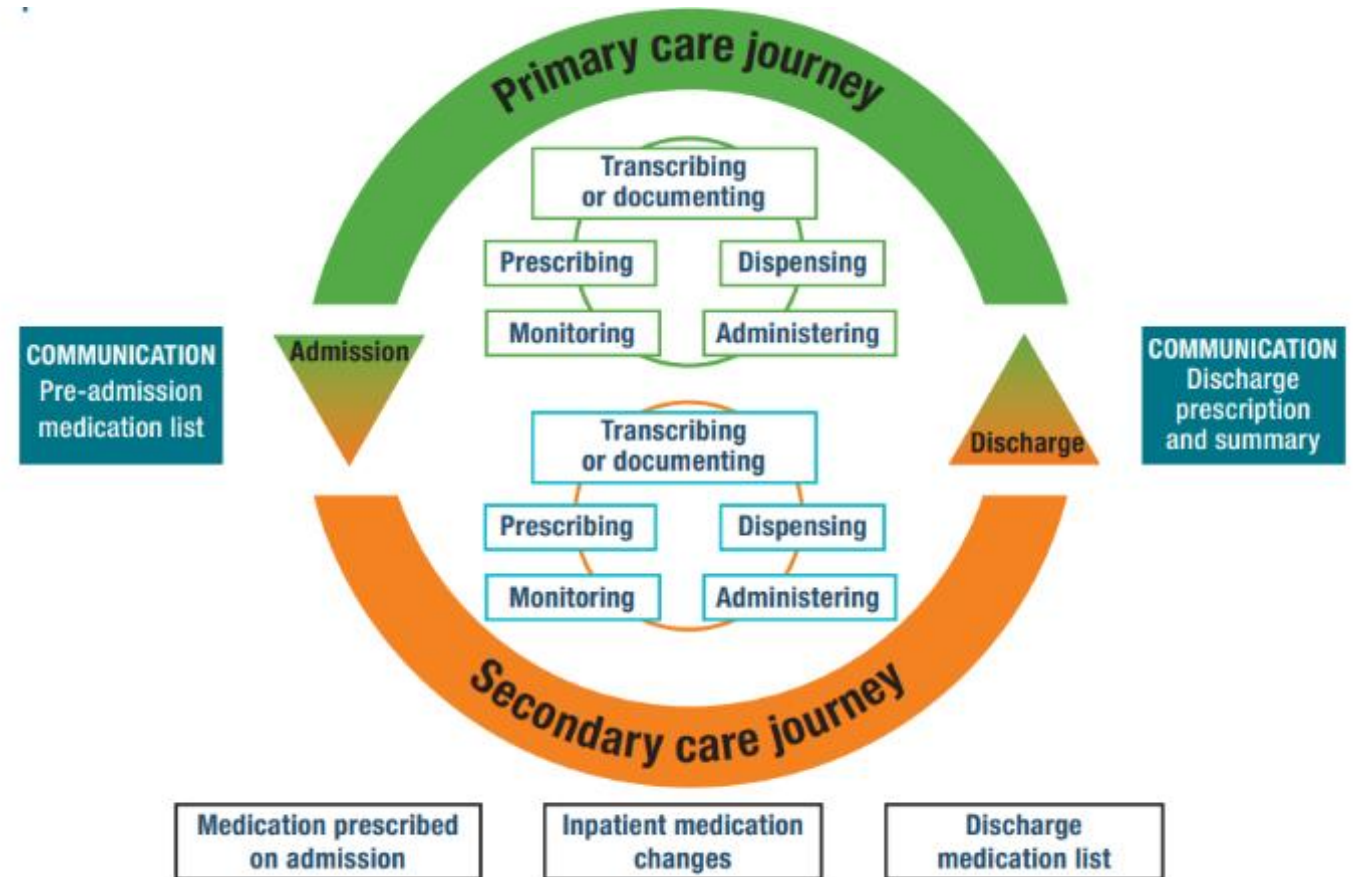 Primary care journey
Transcribing
or documenting
Prescribing
Dispensing
Monitoring
Administering
COMMUNICATION
Pre-admission
medication list
Admission
COMMUNICATION
Discharge
prescription
and summary
Discharge
Transcribing
or documenting
Prescribing
Dispensing
Monitoring
Administering
Secondary care journey
Medication prescribed
on admission
Inpatient medication
changes
Discharge
medication list